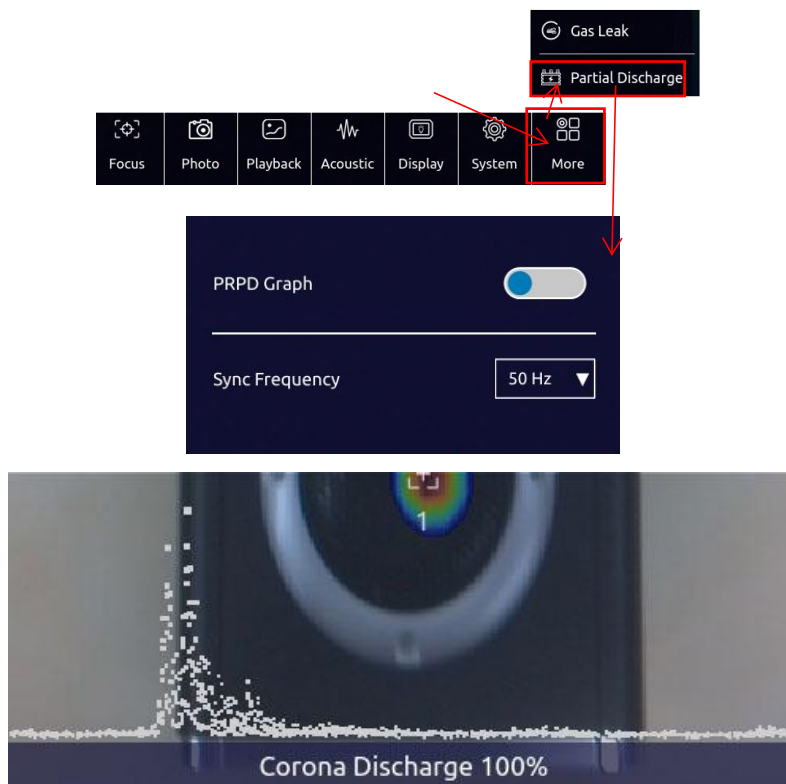 Gas Leak
Partial Discharge
Focus Photo Playback Acoustic Display System More
PRPD Graph
Sync Frequency 50 Hz
1
Corona Discharge 100%